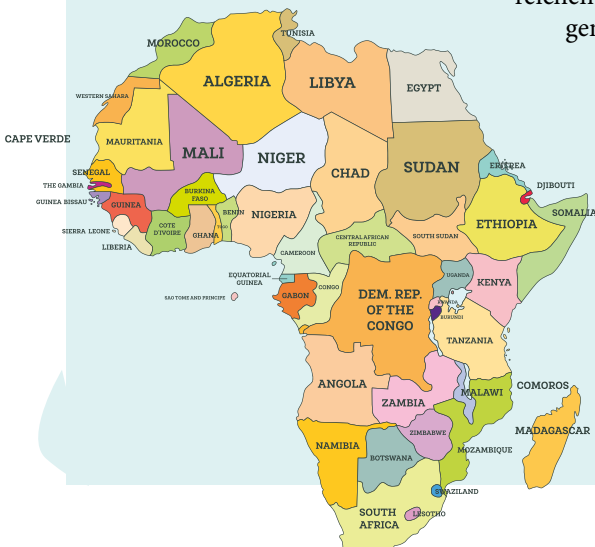 reichen
gen
TUNISIA
MOROCCO
ALGERIA
LIBYA
EGYPT
WESTERN SAHARA
CAPE VERDE
MAURITANIA
MALI
NIGER
CHAD
SUDAN
ERITREA
SENEGAL
THE GAMBIA
GUINEA BISSAU
GUINEA
BURKINA
FASO
BENIN
NIGERIA
DJIBOUTI
SOMALIA
ETHIOPIA
SIERRA LEONE
LIBERIA
COTE
D'IVOIRE
GHANA
TOGO
CENTRAL AFRICAN
REPUBLIC
SOUTH SUDAN
CAMEROON
EQUATORIAL
GUINEA
SAO TOME AND PRINCIPE
GABON
CONGO
DEM. REP.
OF THE
CONGO
UGANDA
KENYA
RWANDA
BURUNDI
TANZANIA
ANGOLA
ZAMBIA
MALAWI
COMOROS
MADAGASCAR
ZIMBABWE
MOZAMBIQUE
NAMIBIA
BOTSWANA
SWAZILAND
SOUTH
AFRICA
LESOTHO